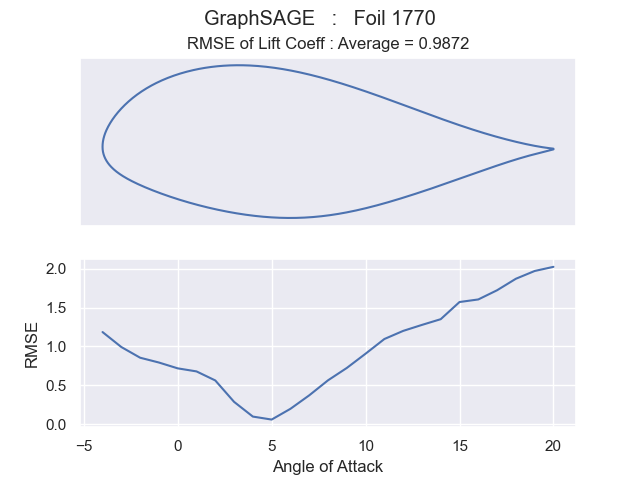 GraphSAGE   :   Foil 1770
RMSE of Lift Coeff : Average = 0.9872
2.0
1.5
1.0
0.5
0.0
RMSE
−5
0
5
10
15
20
Angle of Attack